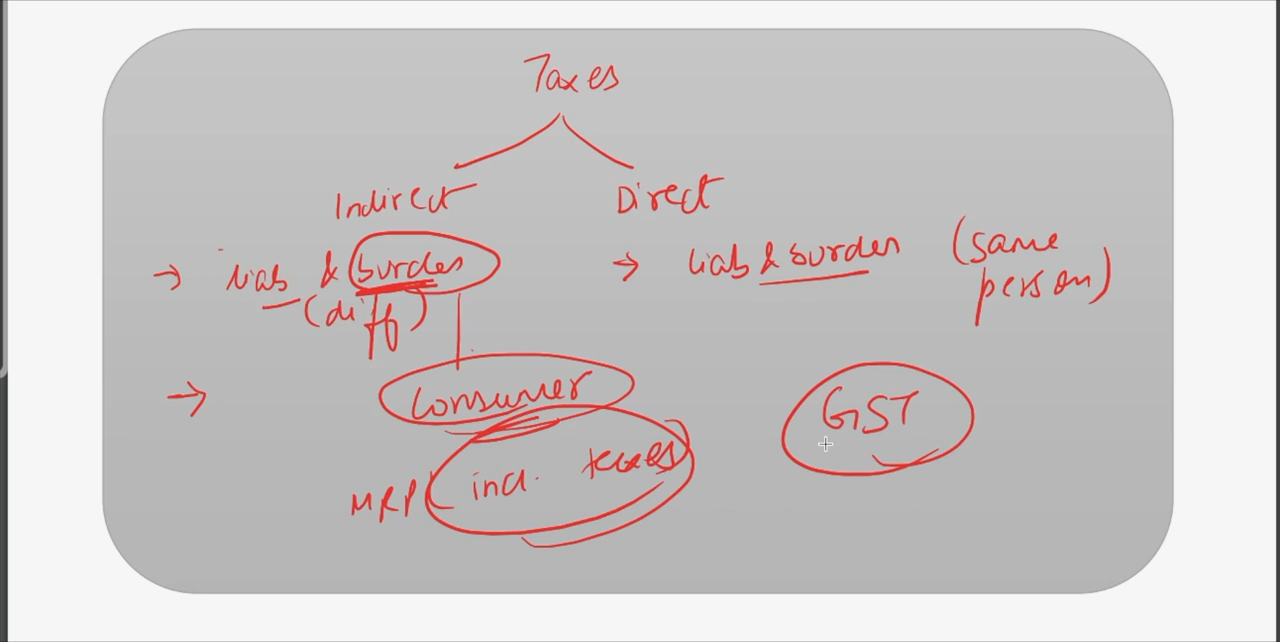 Taxes
Indirect
Direct
→ liab & burden
(diff)
→ liab & burden (same
person)
→ Consumer
MRP (incl. taxes)
GST